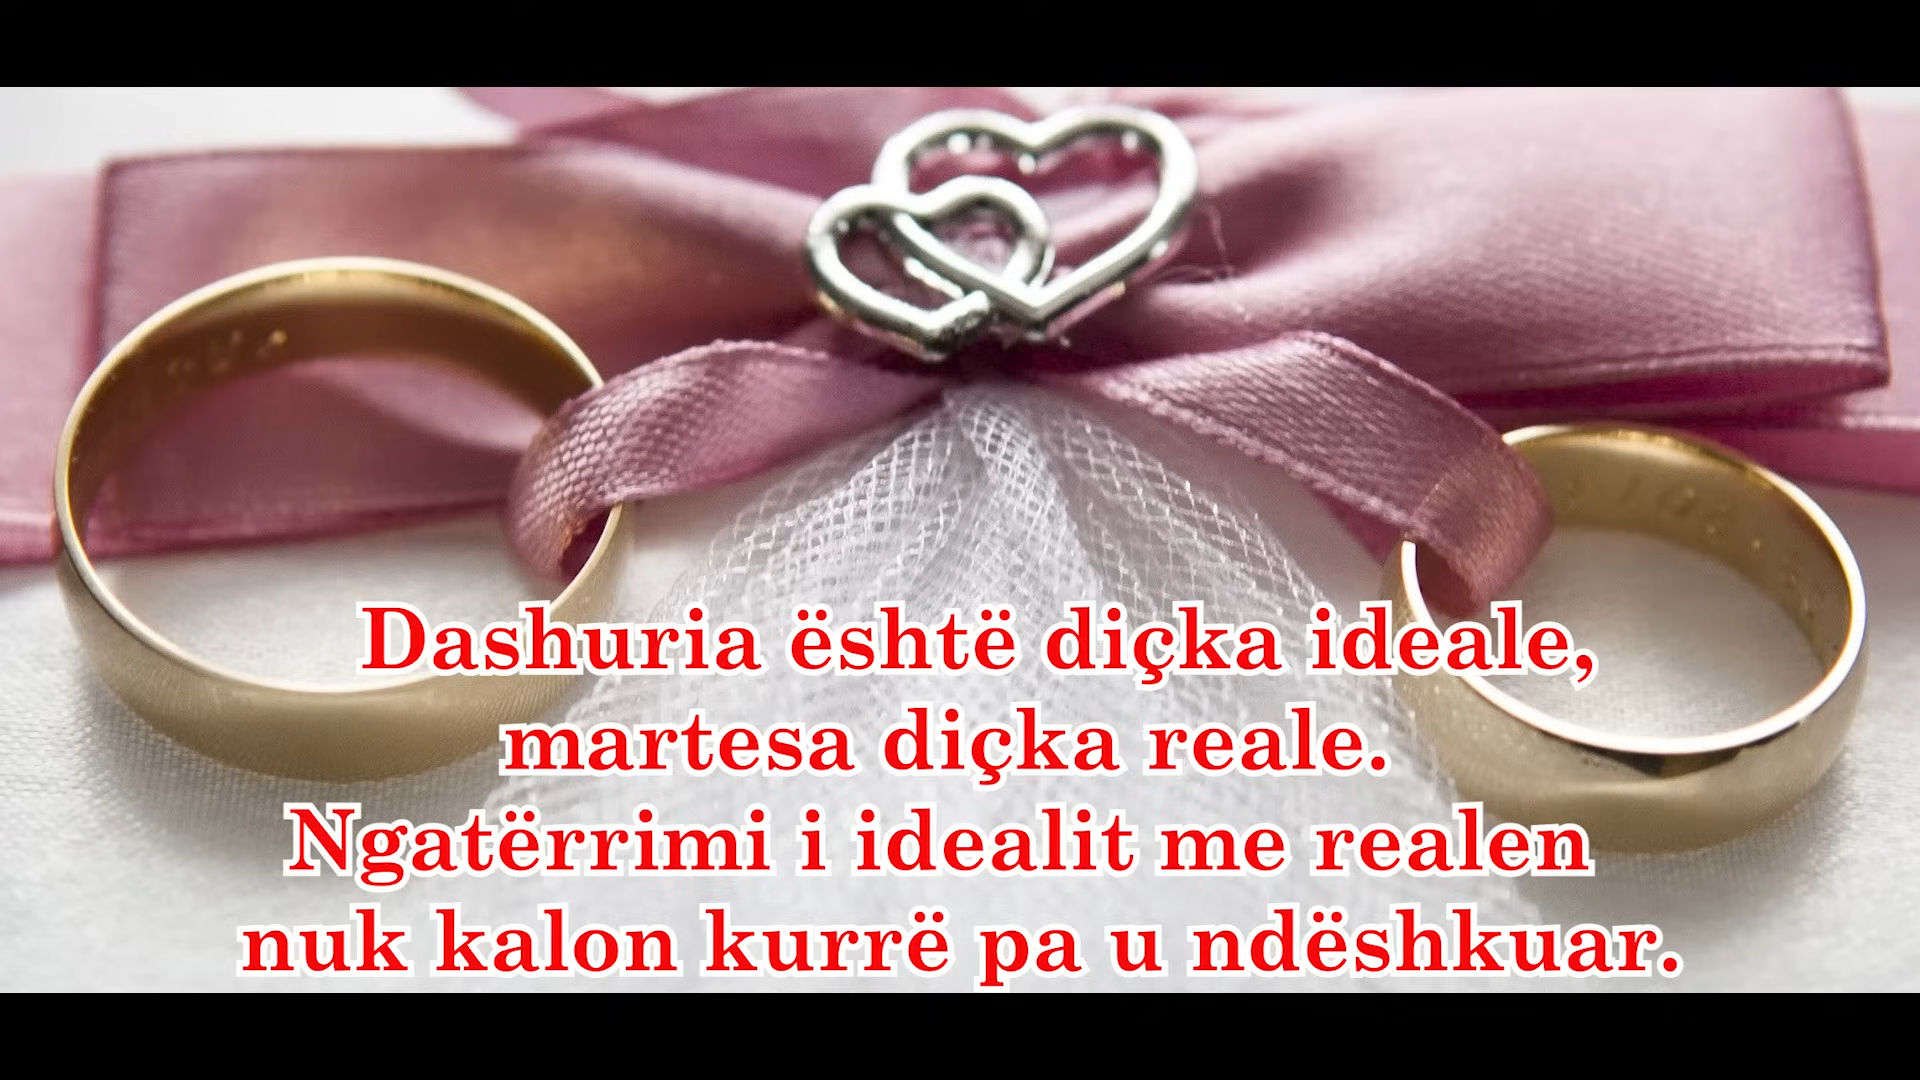 Dashuria është diçka ideale,
martesa diçka reale.
Ngatërrimi i idealit me realen
nuk kalon kurrë pa u ndëshkuar.